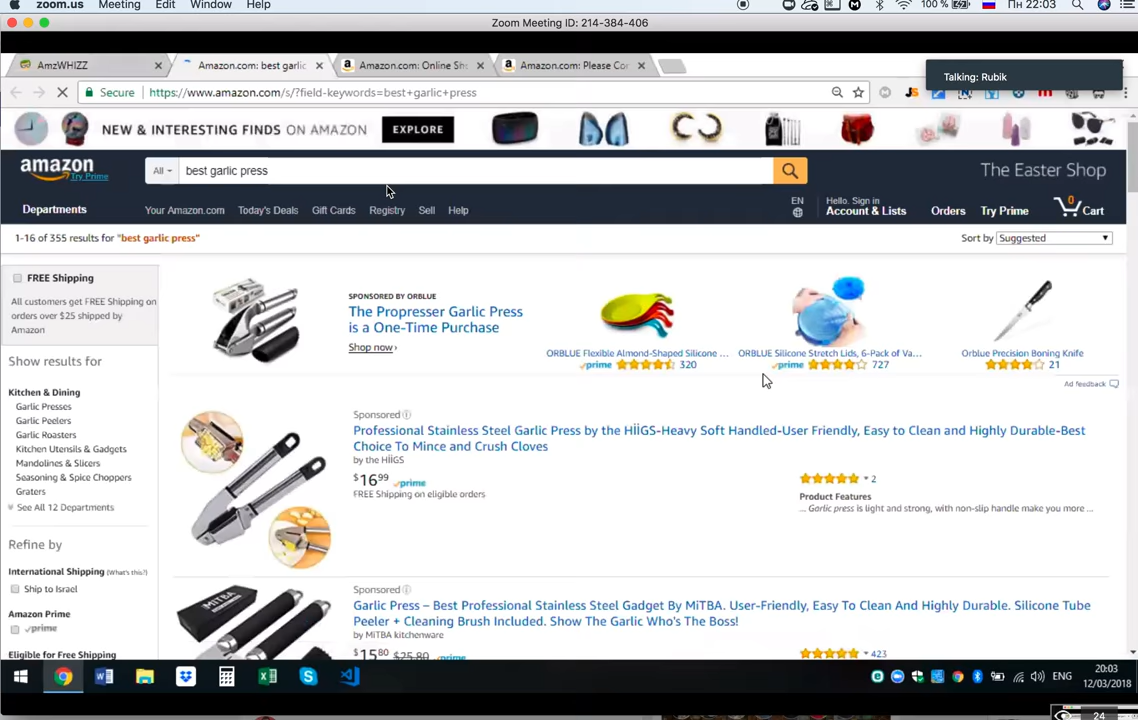 zoom.us Meeting Edit Window Help 100 % Пн 22:03
Zoom Meeting ID: 214-384-406
AmzWHIZZ
Amazon.com: best garlic
Amazon.com: Online Sh
Amazon.com: Please Co
Talking: Rubik
Secure https://www.amazon.com/s/?field-keywords=best+garlic+press
NEW & INTERESTING FINDS ON AMAZON EXPLORE
amazon
Try Prime
All best garlic press
The Easter Shop
Departments
Your Amazon.com Today's Deals Gift Cards Registry Sell Help
EN
Hello. Sign in
Account & Lists
Orders
Try Prime
0
Cart
1-16 of 355 results for "best garlic press"
Sort by Suggested
FREE Shipping
All customers get FREE Shipping on
orders over $25 shipped by
Amazon
Show results for
Kitchen & Dining
Garlic Presses
Garlic Peelers
Garlic Roasters
Kitchen Utensils & Gadgets
Mandolines & Slicers
Seasoning & Spice Choppers
Graters
See All 12 Departments
Refine by
International Shipping (What's this?)
Ship to Israel
Amazon Prime
prime
Eligible for Free Shipping
SPONSORED BY ORBLUE
The Propresser Garlic Press
is a One-Time Purchase
Shop now ›
ORBLUE Flexible Almond-Shaped Silicone ...
prime 320
ORBLUE Silicone Stretch Lids, 6-Pack of Va...
prime 727
Orblue Precision Boning Knife
21
Ad feedback
Sponsored
Professional Stainless Steel Garlic Press by the HİİGS-Heavy Soft Handled-User Friendly, Easy to Clean and Highly Durable-Best
Choice To Mince and Crush Cloves
by the HİİGS
$16 99 prime
FREE Shipping on eligible orders
2
Product Features
... Garlic press is light and strong, with non-slip handle make you more ...
Sponsored
Garlic Press – Best Professional Stainless Steel Gadget By MiTBA. User-Friendly, Easy To Clean And Highly Durable. Silicone Tube
Peeler + Cleaning Brush Included. Show The Garlic Who's The Boss!
by MiTBA kitchenware
$15 80 $25.80 prime
423
MiTBA
ENG
20:03
12/03/2018
24